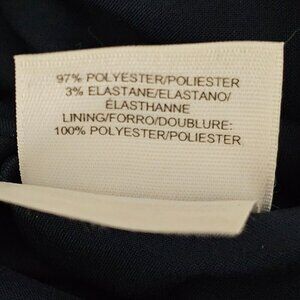 97% POLYESTER/POLIESTER
3% ELASTANE/ELASTANO/
ÉLASTHANNE
LINING/FORRO/DOUBLURE:
100% POLYESTER/POLIESTER